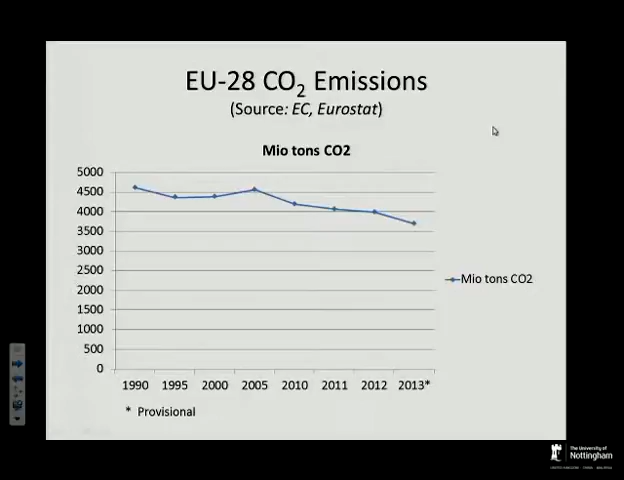 EU-28 CO₂ Emissions
(Source: EC, Eurostat)
Mio tons CO2
5000
4500
4000
3500
3000
2500
2000
1500
1000
500
0
Mio tons CO2
1990 1995 2000 2005 2010 2011 2012 2013*
* Provisional
The University of
Nottingham